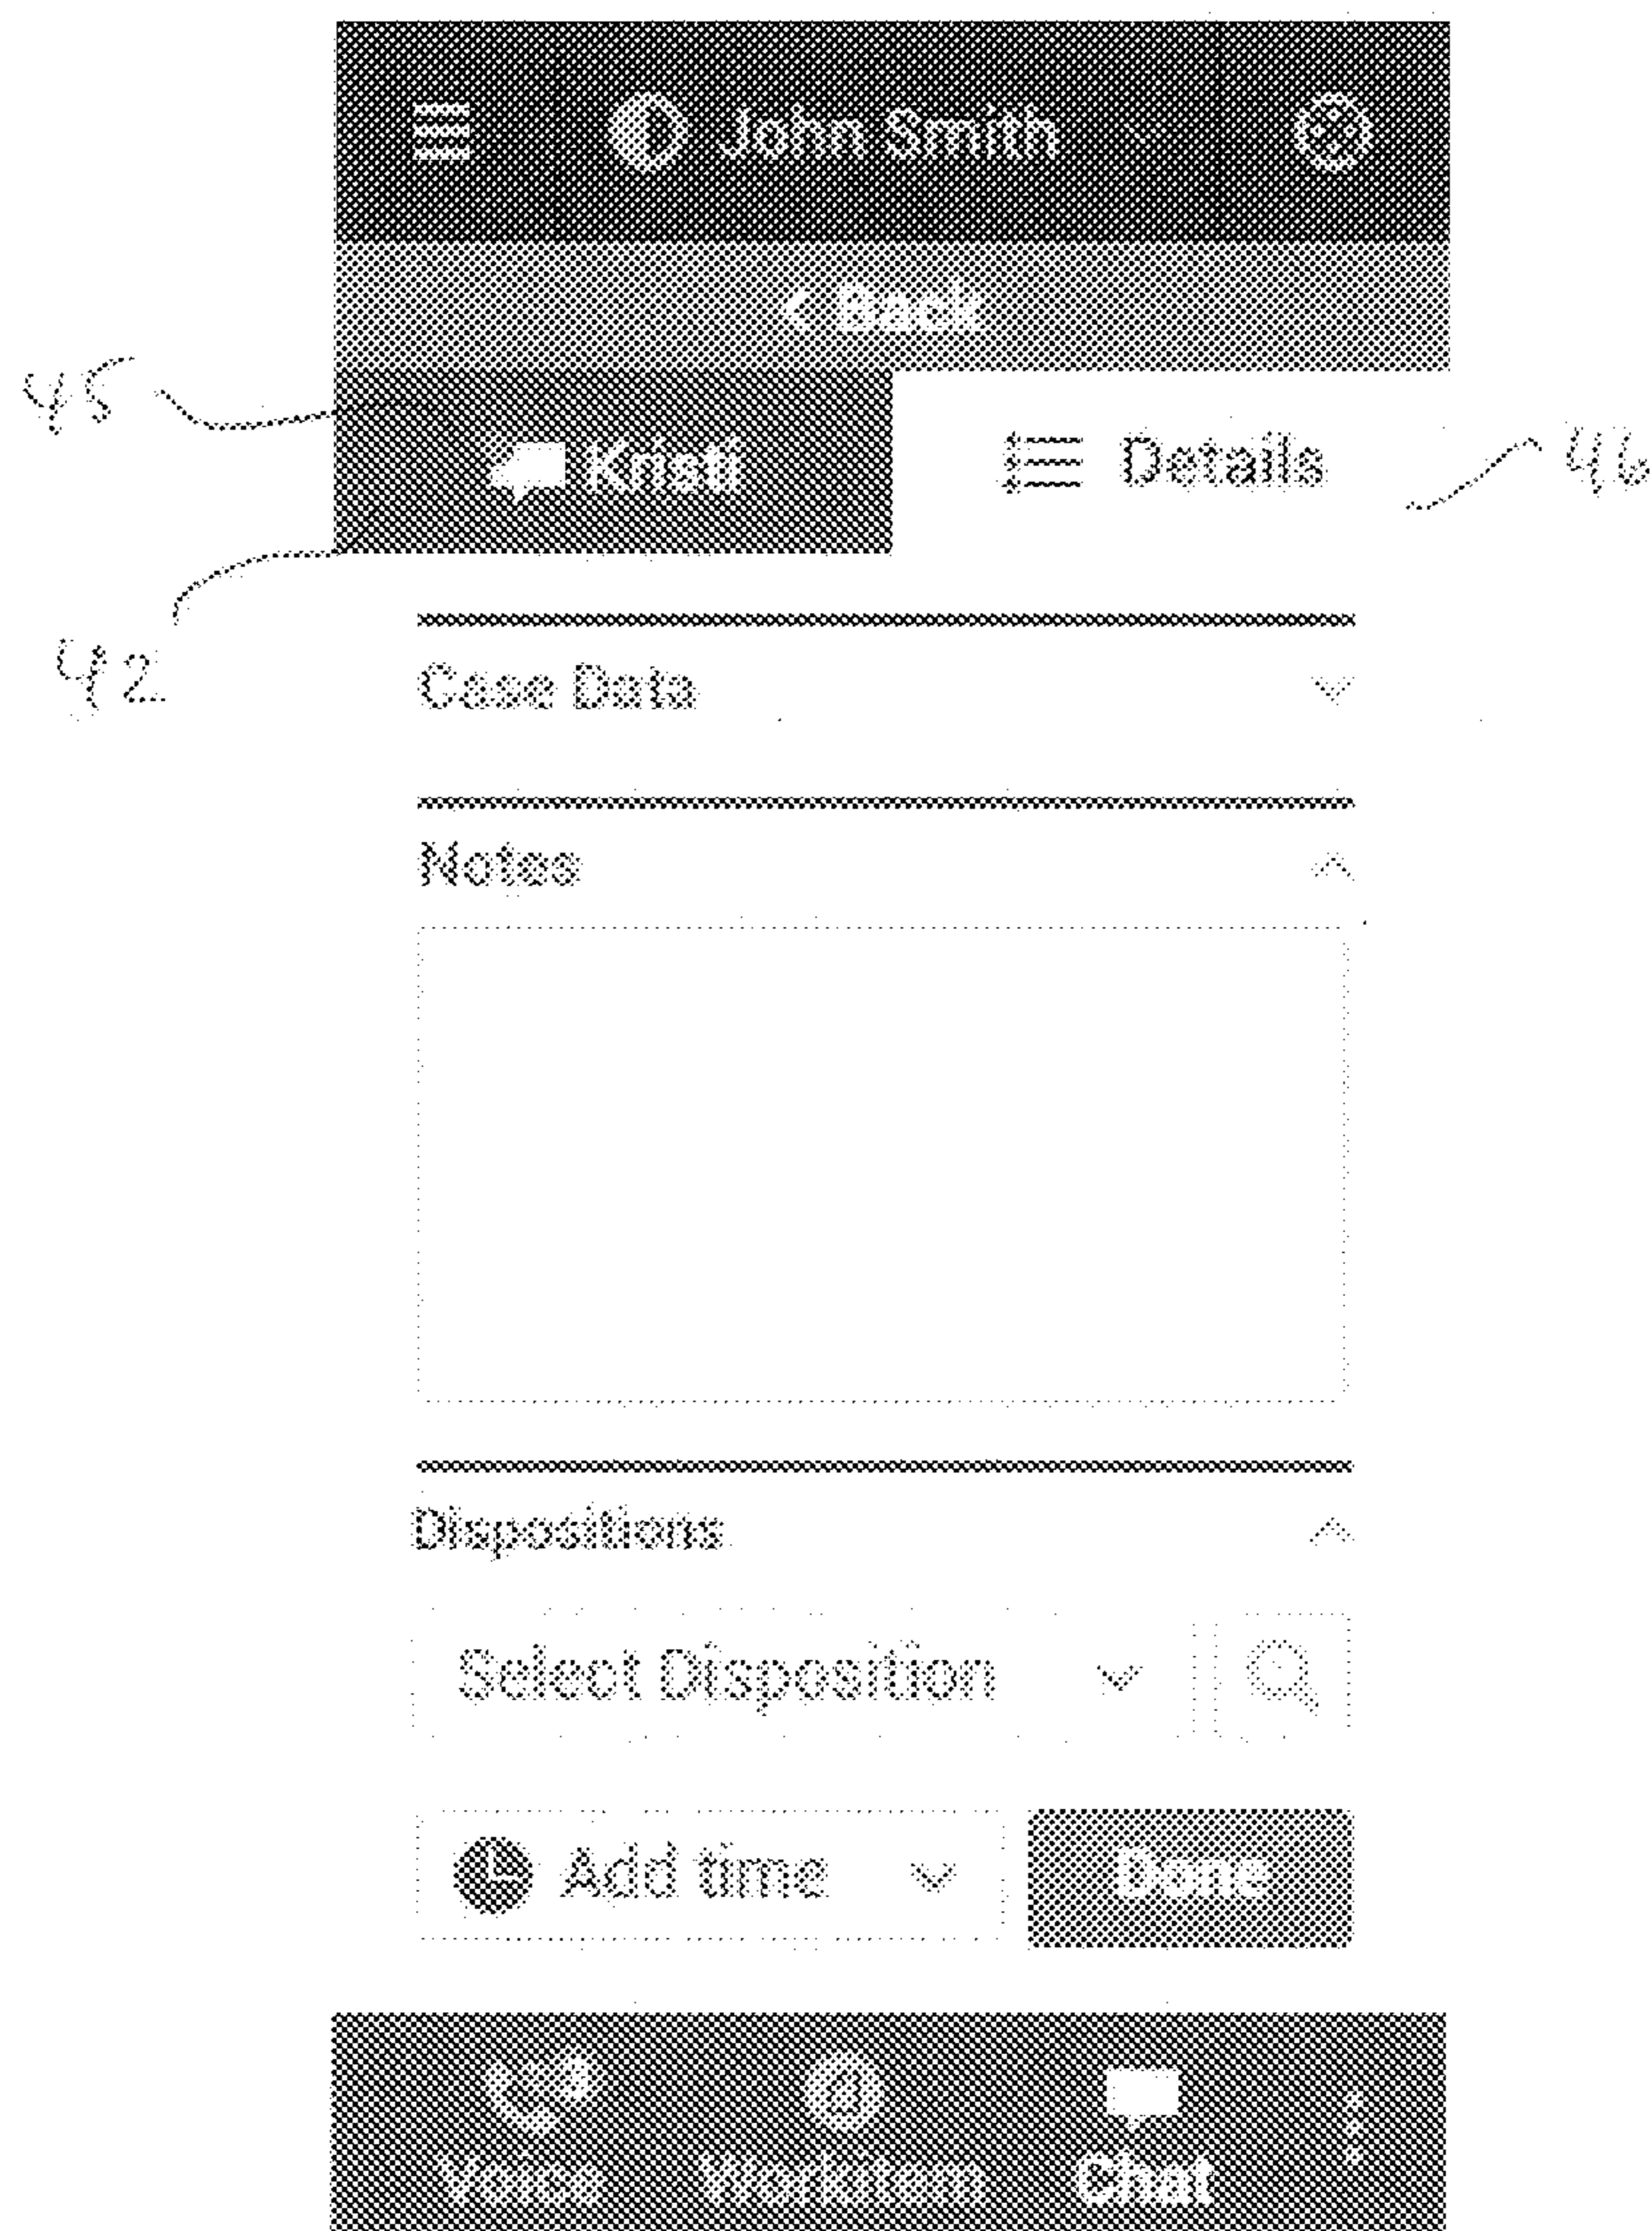 John Smith
< Back
45
Kristi
Details
46
42
Case Data
Notes
Dispositions
Select Disposition
Add time
Done
Voice Workitem Chat